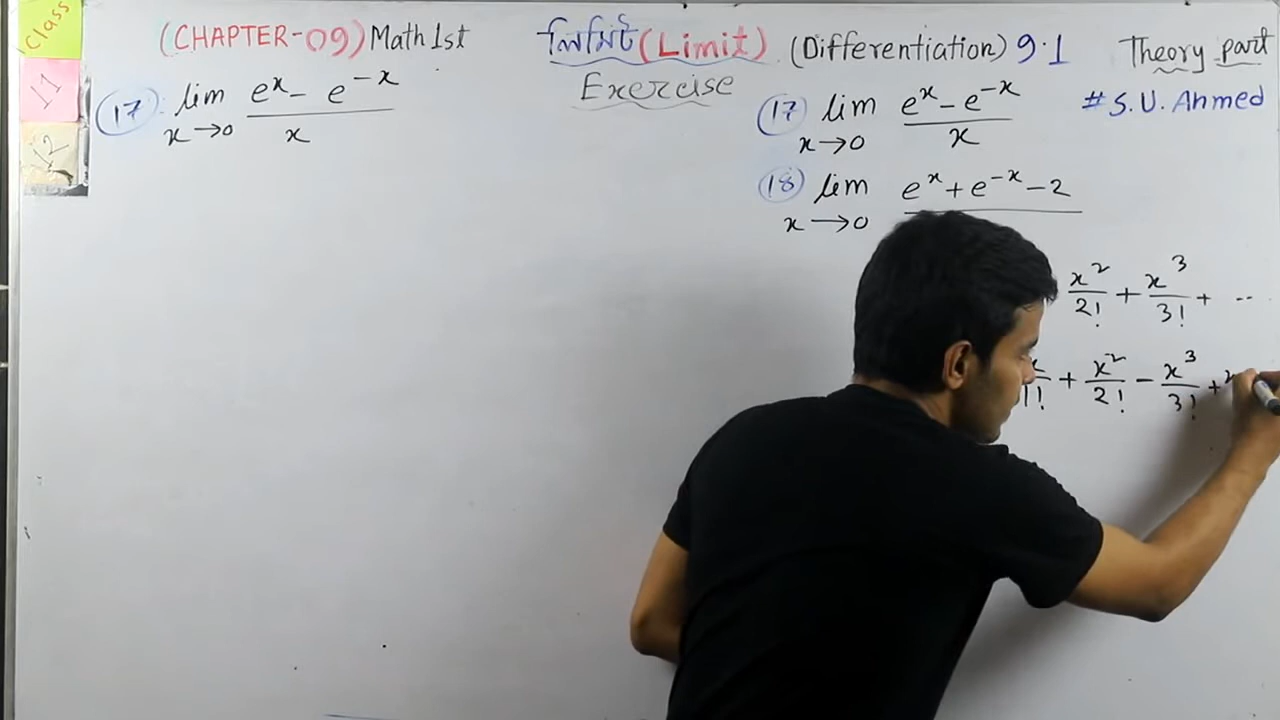 Class
11
12
(CHAPTER-09) Math 1st লিমিট (Limit) (Differentiation) 9.1 Theory part
Exercise
# S.U. Ahmed
(17) lim x→0 (e^x - e^-x)/x
(17) lim x→0 (e^x - e^-x)/x
(18) lim x→0 e^x + e^-x - 2
x^2/2! + x^3/3! + ...
/1! + x^2/2! - x^3/3! +